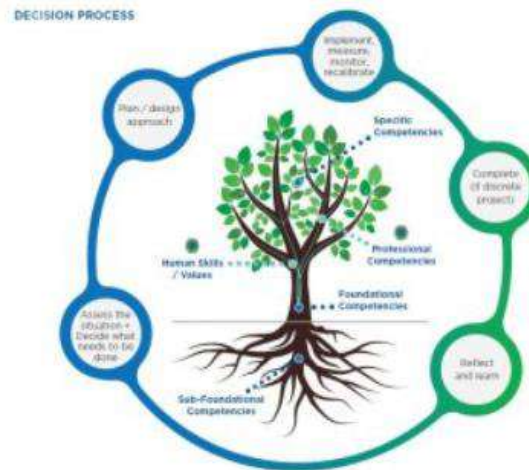 DECISION PROCESS
Implement,
measure,
monitor,
recalibrate
Plan / design
approach
Specific
Competencies
Complete
(if discrete
project)
Human Skills
/ Values
Professional
Competencies
Foundational
Competencies
Assess the
situation +
Decide what
needs to be
done
Reflect
and learn
Sub-Foundational
Competencies